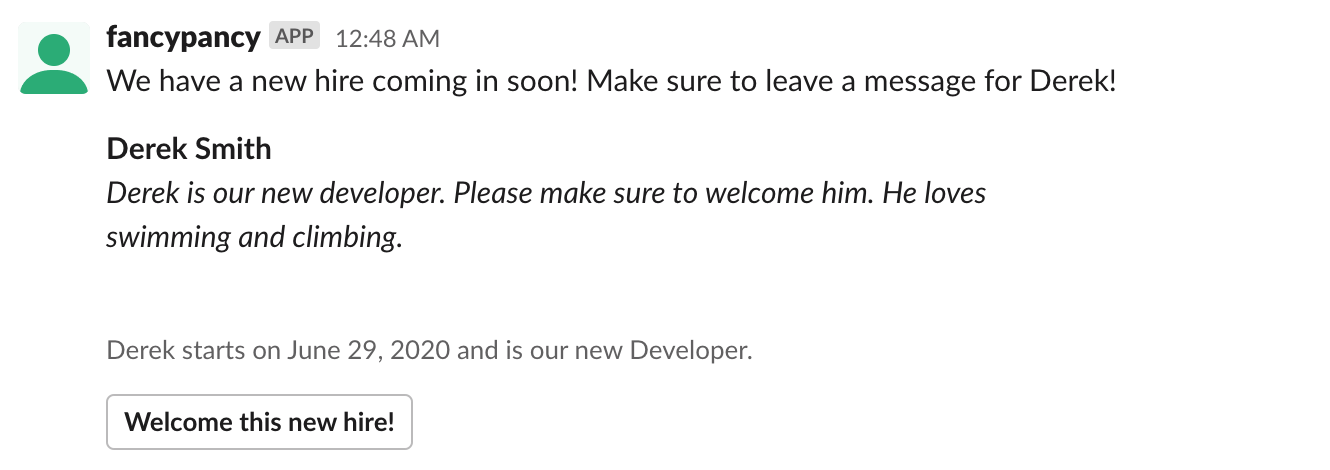 fancypancy APP 12:48 AM
We have a new hire coming in soon! Make sure to leave a message for Derek!
Derek Smith
Derek is our new developer. Please make sure to welcome him. He loves
swimming and climbing.
Derek starts on June 29, 2020 and is our new Developer.
Welcome this new hire!